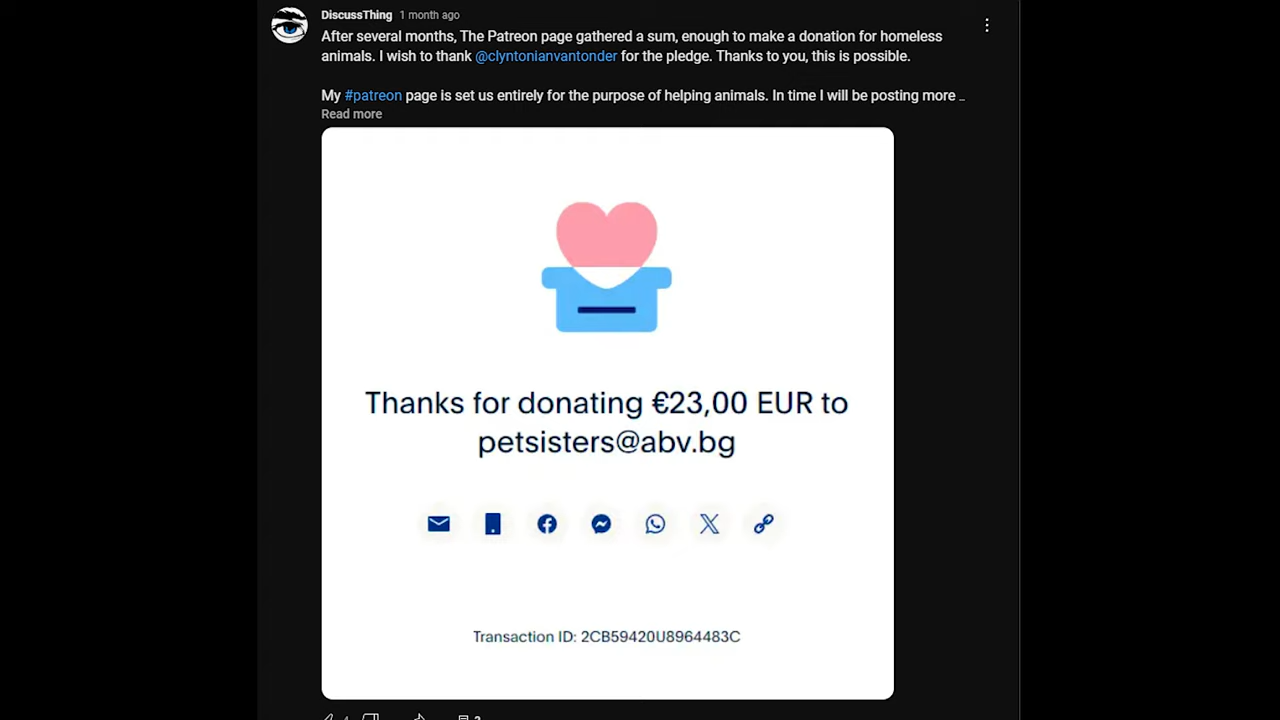 DiscussThing 1 month ago
After several months, The Patreon page gathered a sum, enough to make a donation for homeless
animals. I wish to thank @clyntonianvantonder for the pledge. Thanks to you, this is possible.
My #patreon page is set us entirely for the purpose of helping animals. In time I will be posting more ...
Read more
Thanks for donating €23,00 EUR to
petsisters@abv.bg
Transaction ID: 2CB59420U8964483C